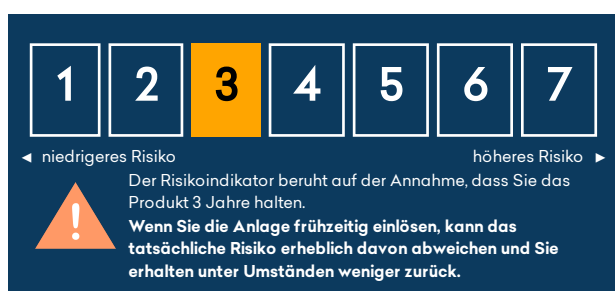 1 2 3 4 5 6 7
◄ niedrigeres Risiko höheres Risiko ►
Der Risikoindikator beruht auf der Annahme, dass Sie das
Produkt 3 Jahre halten.
Wenn Sie die Anlage frühzeitig einlösen, kann das
tatsächliche Risiko erheblich davon abweichen und Sie
erhalten unter Umständen weniger zurück.
!